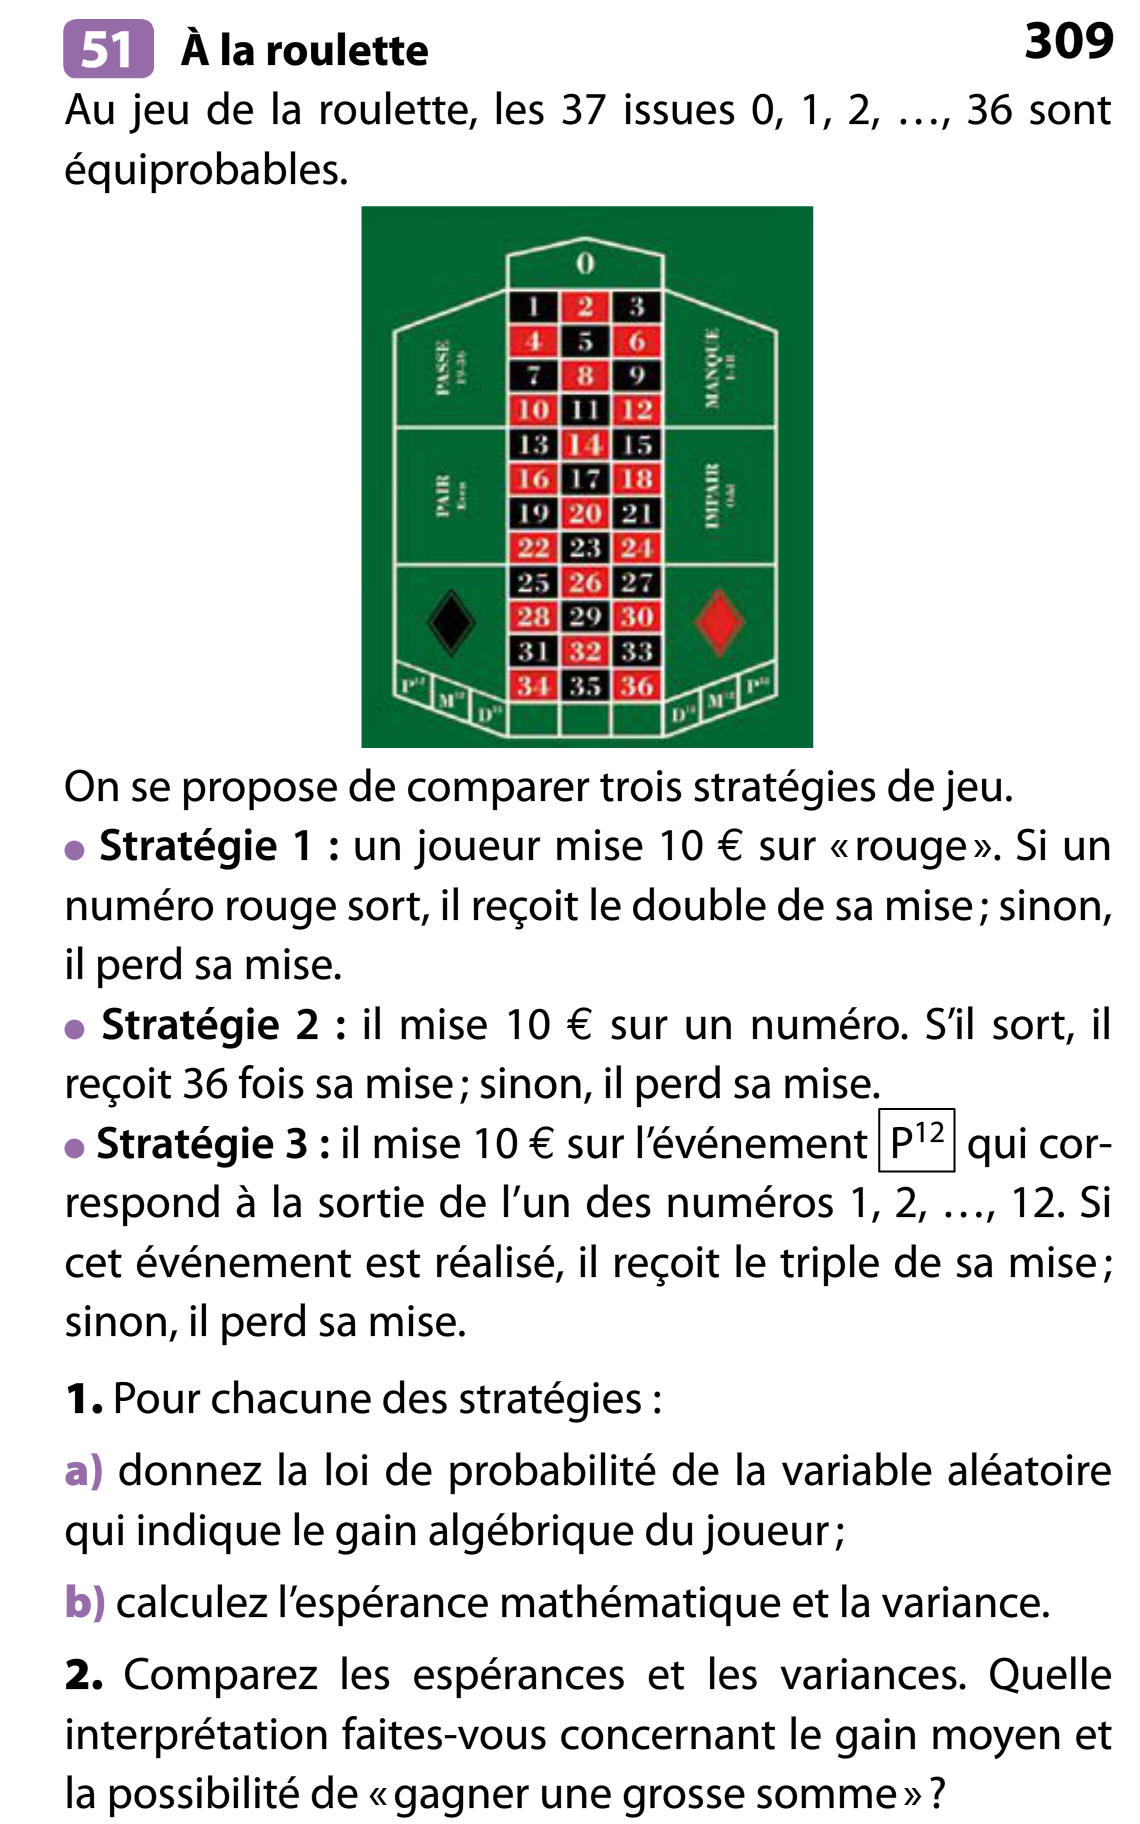 51 À la roulette 309
Au jeu de la roulette, les 37 issues 0, 1, 2, …, 36 sont
équiprobables.
0
1 2 3
PASSE
19-36
MANQUE
1-18
4 5 6
7 8 9
10 11 12
13 14 15
PAIR
Even
IMPAIR
Odd
16 17 18
19 20 21
22 23 24
25 26 27
28 29 30
31 32 33
34 35 36
P¹² M¹² D¹²
D¹² M¹² P¹²
On se propose de comparer trois stratégies de jeu.
● Stratégie 1 : un joueur mise 10 € sur « rouge ». Si un
numéro rouge sort, il reçoit le double de sa mise ; sinon,
il perd sa mise.
● Stratégie 2 : il mise 10 € sur un numéro. S’il sort, il
reçoit 36 fois sa mise ; sinon, il perd sa mise.
● Stratégie 3 : il mise 10 € sur l’événement P¹² qui cor-
respond à la sortie de l’un des numéros 1, 2, …, 12. Si
cet événement est réalisé, il reçoit le triple de sa mise ;
sinon, il perd sa mise.
1. Pour chacune des stratégies :
a) donnez la loi de probabilité de la variable aléatoire
qui indique le gain algébrique du joueur ;
b) calculez l’espérance mathématique et la variance.
2. Comparez les espérances et les variances. Quelle
interprétation faites-vous concernant le gain moyen et
la possibilité de « gagner une grosse somme » ?